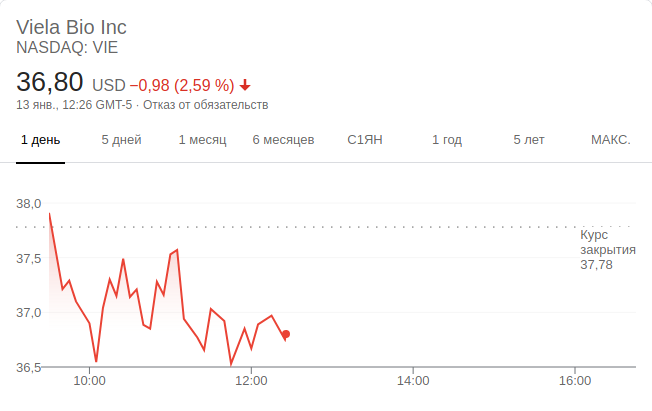 Viela Bio Inc
NASDAQ: VIE
36,80 USD −0,98 (2,59 %)
13 янв., 12:26 GMT-5 · Отказ от обязательств
1 день 5 дней 1 месяц 6 месяцев С1ЯН 1 год 5 лет МАКС.
38,0
Курс
закрытия
37,78
37,5
37,0
36,5
10:00 12:00 14:00 16:00